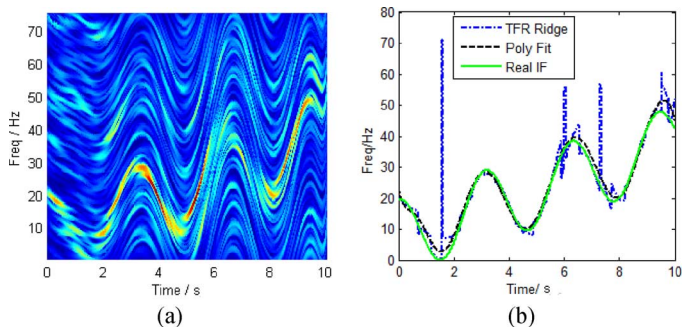 70
60
50
40
30
20
10
Freq / Hz
0 2 4 6 8 10
Time / s
(a)
80
70
60
50
40
30
20
10
0
Freq/Hz
TFR Ridge
Poly Fit
Real IF
0 2 4 6 8 10
Time/ s
(b)